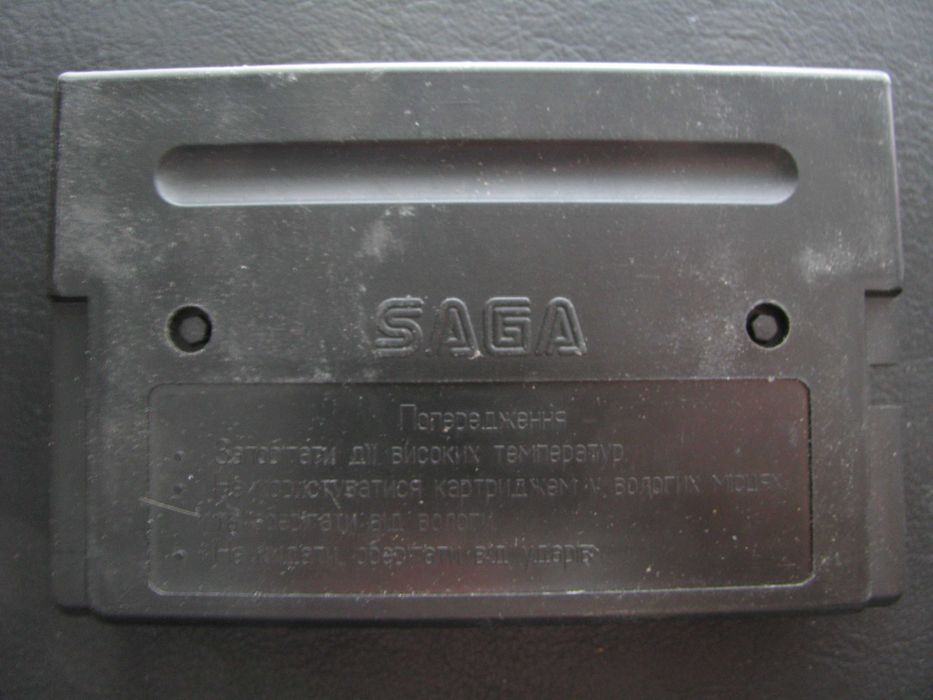 SAGA
Попередження
• Запобігати дії високих температур.
• Не користуватися картриджем у вологих місцях,
та зберігати від вологи.
• Не кидати, оберігати від ударів.